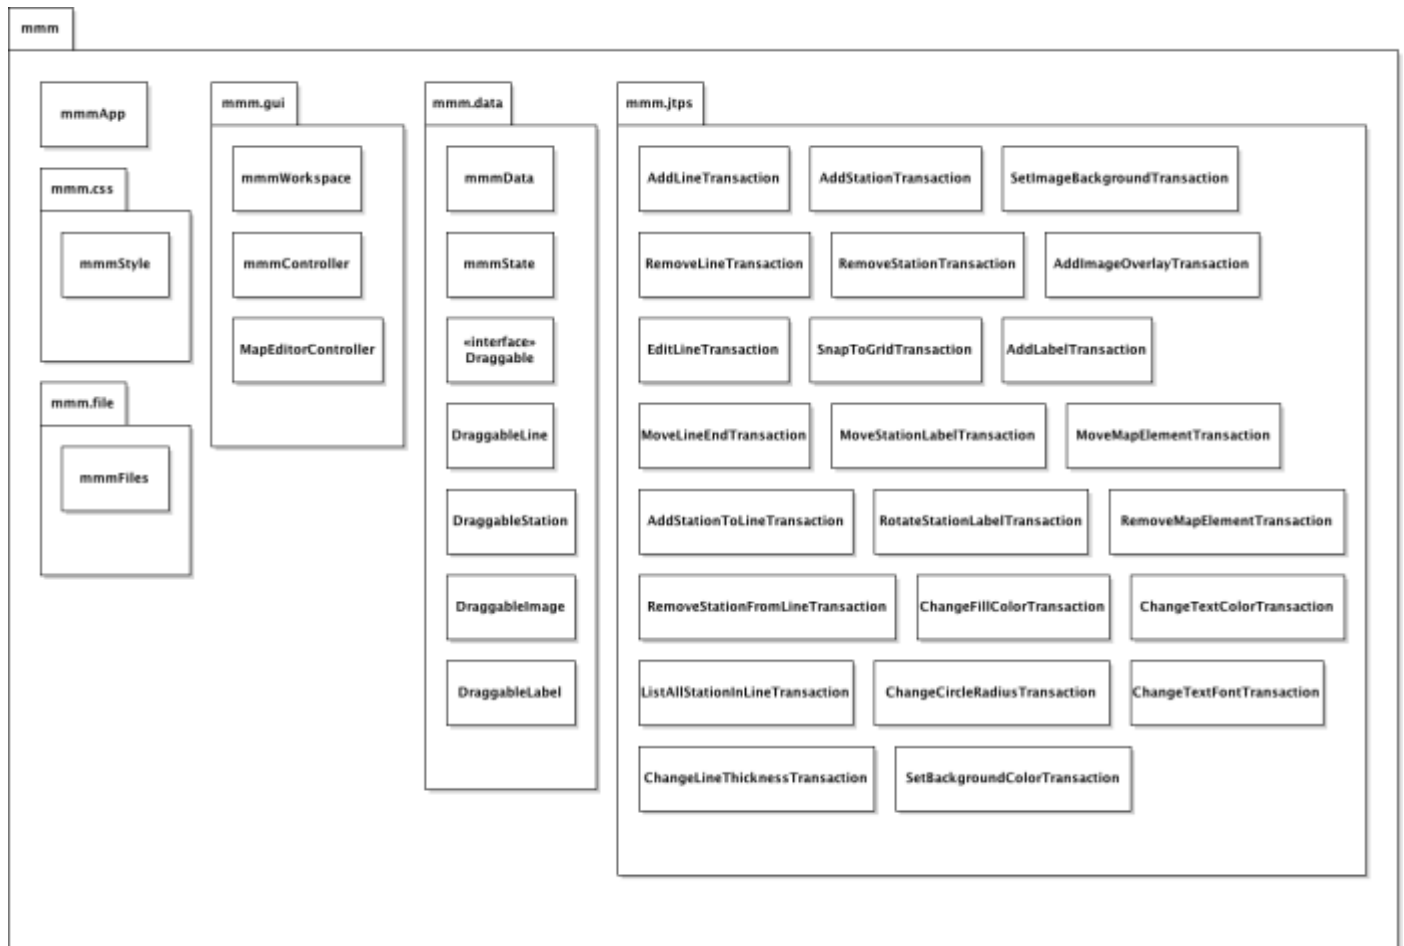 mmm
mmmApp
mmm.css
mmmStyle
mmm.file
mmmFiles
mmm.gui
mmmWorkspace
mmmController
MapEditorController
mmm.data
mmmData
mmmState
«interface»
Draggable
DraggableLine
DraggableStation
DraggableImage
DraggableLabel
mmm.jtps
AddLineTransaction
AddStationTransaction
SetImageBackgroundTransaction
RemoveLineTransaction
RemoveStationTransaction
AddImageOverlayTransaction
EditLineTransaction
SnapToGridTransaction
AddLabelTransaction
MoveLineEndTransaction
MoveStationLabelTransaction
MoveMapElementTransaction
AddStationToLineTransaction
RotateStationLabelTransaction
RemoveMapElementTransaction
RemoveStationFromLineTransaction
ChangeFillColorTransaction
ChangeTextColorTransaction
ListAllStationInLineTransaction
ChangeCircleRadiusTransaction
ChangeTextFontTransaction
ChangeLineThicknessTransaction
SetBackgroundColorTransaction